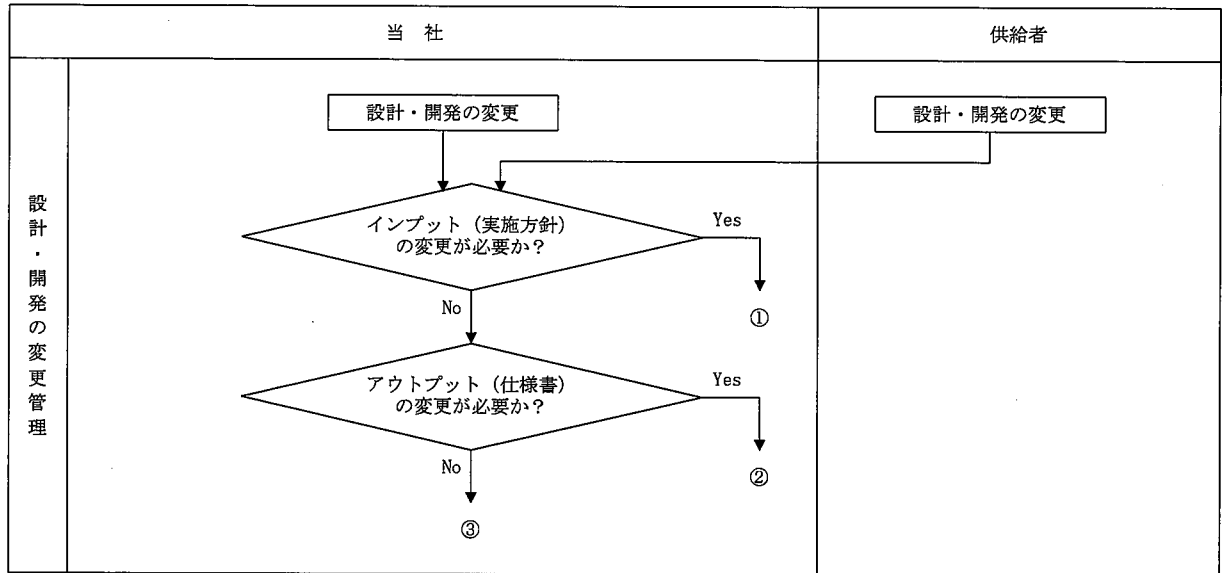 当社
供給者
設計・開発の変更管理
設計・開発の変更
設計・開発の変更
インプット（実施方針）
の変更が必要か？
Yes
①
No
アウトプット（仕様書）
の変更が必要か？
Yes
②
No
③